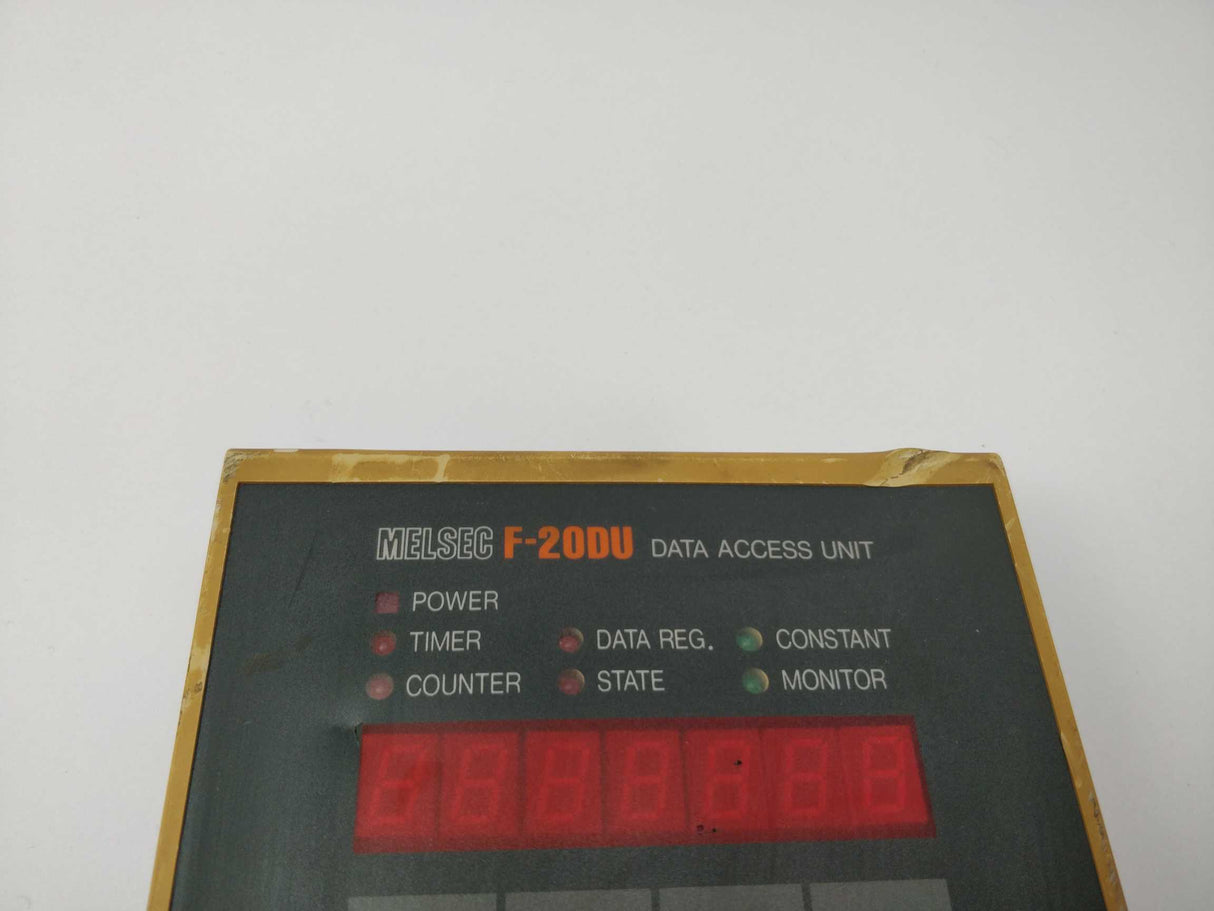 MELSEC F-20DU DATA ACCESS UNIT
POWER
TIMER DATA REG. CONSTANT
COUNTER STATE MONITOR